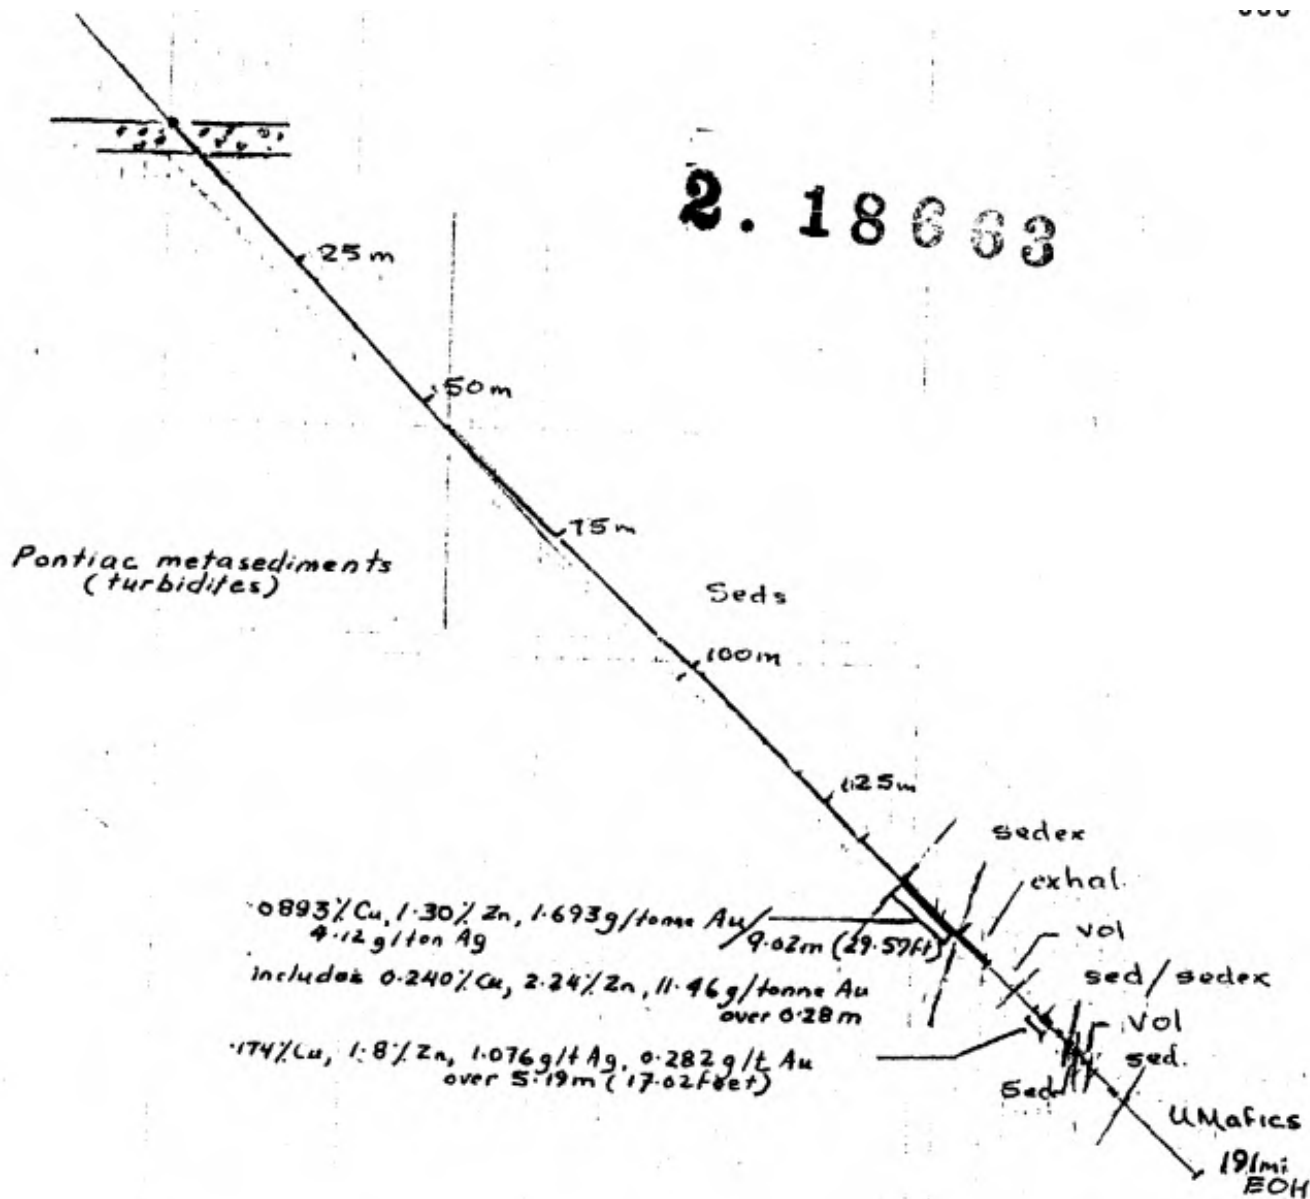 2. 18663
25m
50m
75m
Pontiac metasediments
(turbidites)
Seds
100m
125m
sedex
exhal.
.0893% Cu, 1.30% Zn, 1.693g/tonne Au/
4.12 g/ton Ag
9.02m (29.57ft)
vol
includes 0.240% Cu, 2.24% Zn, 11.46g/tonne Au
over 0.28m
sed/sedex
vol
.174% Cu, 1.8% Zn, 1.076g/t Ag, 0.282g/t Au
over 5.19m (17.02feet)
sed.
Sed
UMafics
191m
EOH